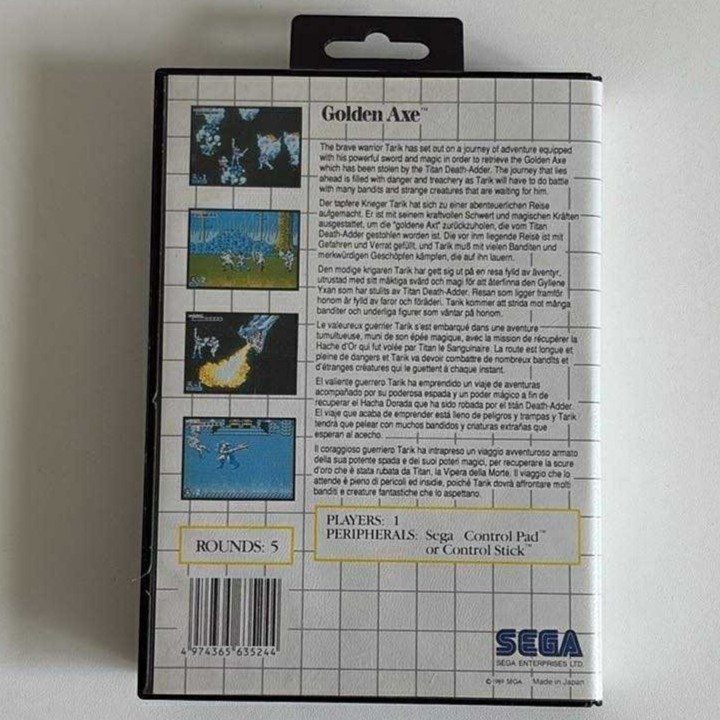 Golden Axe™
The brave warrior Tarik has set out on a journey of adventure equipped
with his powerful sword and magic in order to retrieve the Golden Axe
which has been stolen by the Titan Death-Adder. The journey that lies
ahead is filled with danger and treachery as Tarik will have to do battle
with many bandits and strange creatures that are waiting for him.
Der tapfere Krieger Tarik hat sich zu einer abenteuerlichen Reise
aufgemacht. Er ist mit seinem kraftvollen Schwert und magischen Kräften
ausgestattet, um die "goldene Axt" zurückzuholen, die vom Titan
Death-Adder gestohlen worden ist. Die vor ihm liegende Reise ist mit
Gefahren und Verrat gefüllt, und Tarik muß mit vielen Banditen und
merkwürdigen Geschöpfen kämpfen, die auf ihn lauern.
Den modige krigaren Tarik har gett sig ut på en resa fylld av äventyr,
utrustad med sitt mäktiga svärd och magi för att återfinna den Gyllene
Yxan som har stulits av Titan Death-Adder. Resan som ligger framför
honom är fylld av faror och förräderi. Tarik kommer att strida mot många
banditer och underliga figurer som väntar på honom.
Le valeureux guerrier Tarik s'est embarqué dans une aventure
tumultueuse, muni de son épée magique, avec la mission de récupérer la
Hache d'Or qui fut volée par Titan le Sanguinaire. La route est longue et
pleine de dangers et Tarik va devoir combattre de nombreux bandits et
d'étranges créatures qui le guettent à chaque instant.
El valiente guerrero Tarik ha emprendido un viaje de aventuras
acompañado por su poderosa espada y un poder mágico a fin de
recuperar el Hacha Dorada que ha sido robada por el titán Death-Adder.
El viaje que acaba de emprender está lleno de peligros y trampas y Tarik
tendrá que pelear con muchos bandidos y criaturas extrañas que
esperan al acecho.
Il coraggioso guerriero Tarik ha intrapreso un viaggio avventuroso armato
della sua potente spada e dei suoi poteri magici, per recuperare la scure
d'oro che è stata rubata da Titan, la Vipera della Morte. Il viaggio che lo
attende è pieno di pericoli ed insidie, poiché Tarik dovrà affrontare molti
banditi e creature fantastiche che lo aspettano.
ROUNDS: 5
PLAYERS: 1
PERIPHERALS: Sega Control Pad™
or Control Stick™
4 974365 635244
SEGA
SEGA ENTERPRISES LTD.
© 1989 SEGA Made in Japan